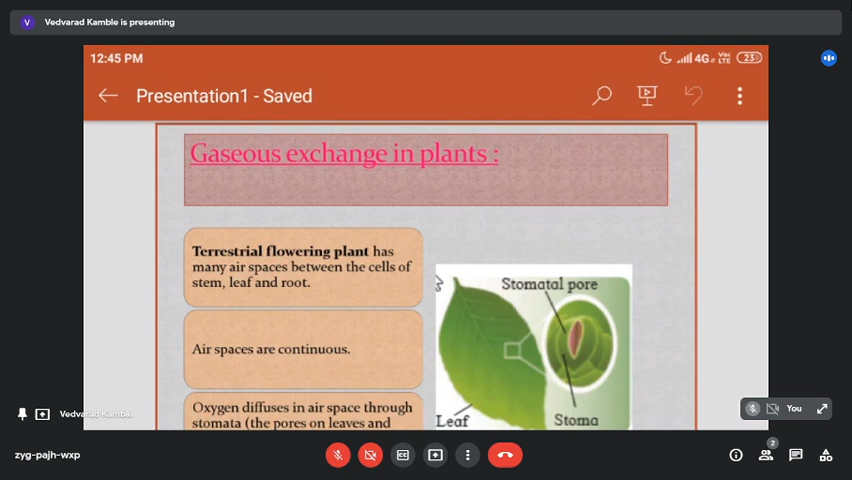 V Vedvarad Kamble is presenting
12:45 PM
4G Vo LTE 23
Presentation1 - Saved
Gaseous exchange in plants :
Terrestrial flowering plant has
many air spaces between the cells of
stem, leaf and root.
Air spaces are continuous.
Oxygen diffuses in air space through
stomata (the pores on leaves and
Stomatal pore
Leaf
Stoma
Vedvarad Kamble
You
zyg-pajh-wxp
2